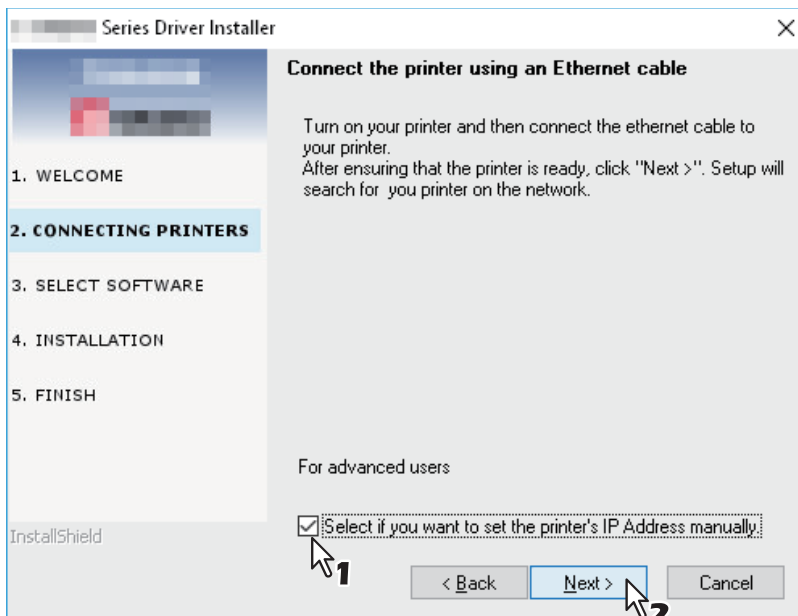 Series Driver Installe
Connect the printer using an Ethernet cable
Turn on your printer and then connect the ethernet cable to
your printer.
After ensuring that the printer is ready, click "Next >". Setup will
search for you printer on the network.
1. WELCOME
2. CONNECTING PRINTERS
3. SELECT SOFTWARE
4. INSTALLATION
5. FINISH
For advanced users
Select if you want to set the printer's IP Address manually.
InstallShield
1
< Back
Next >
Cancel
2